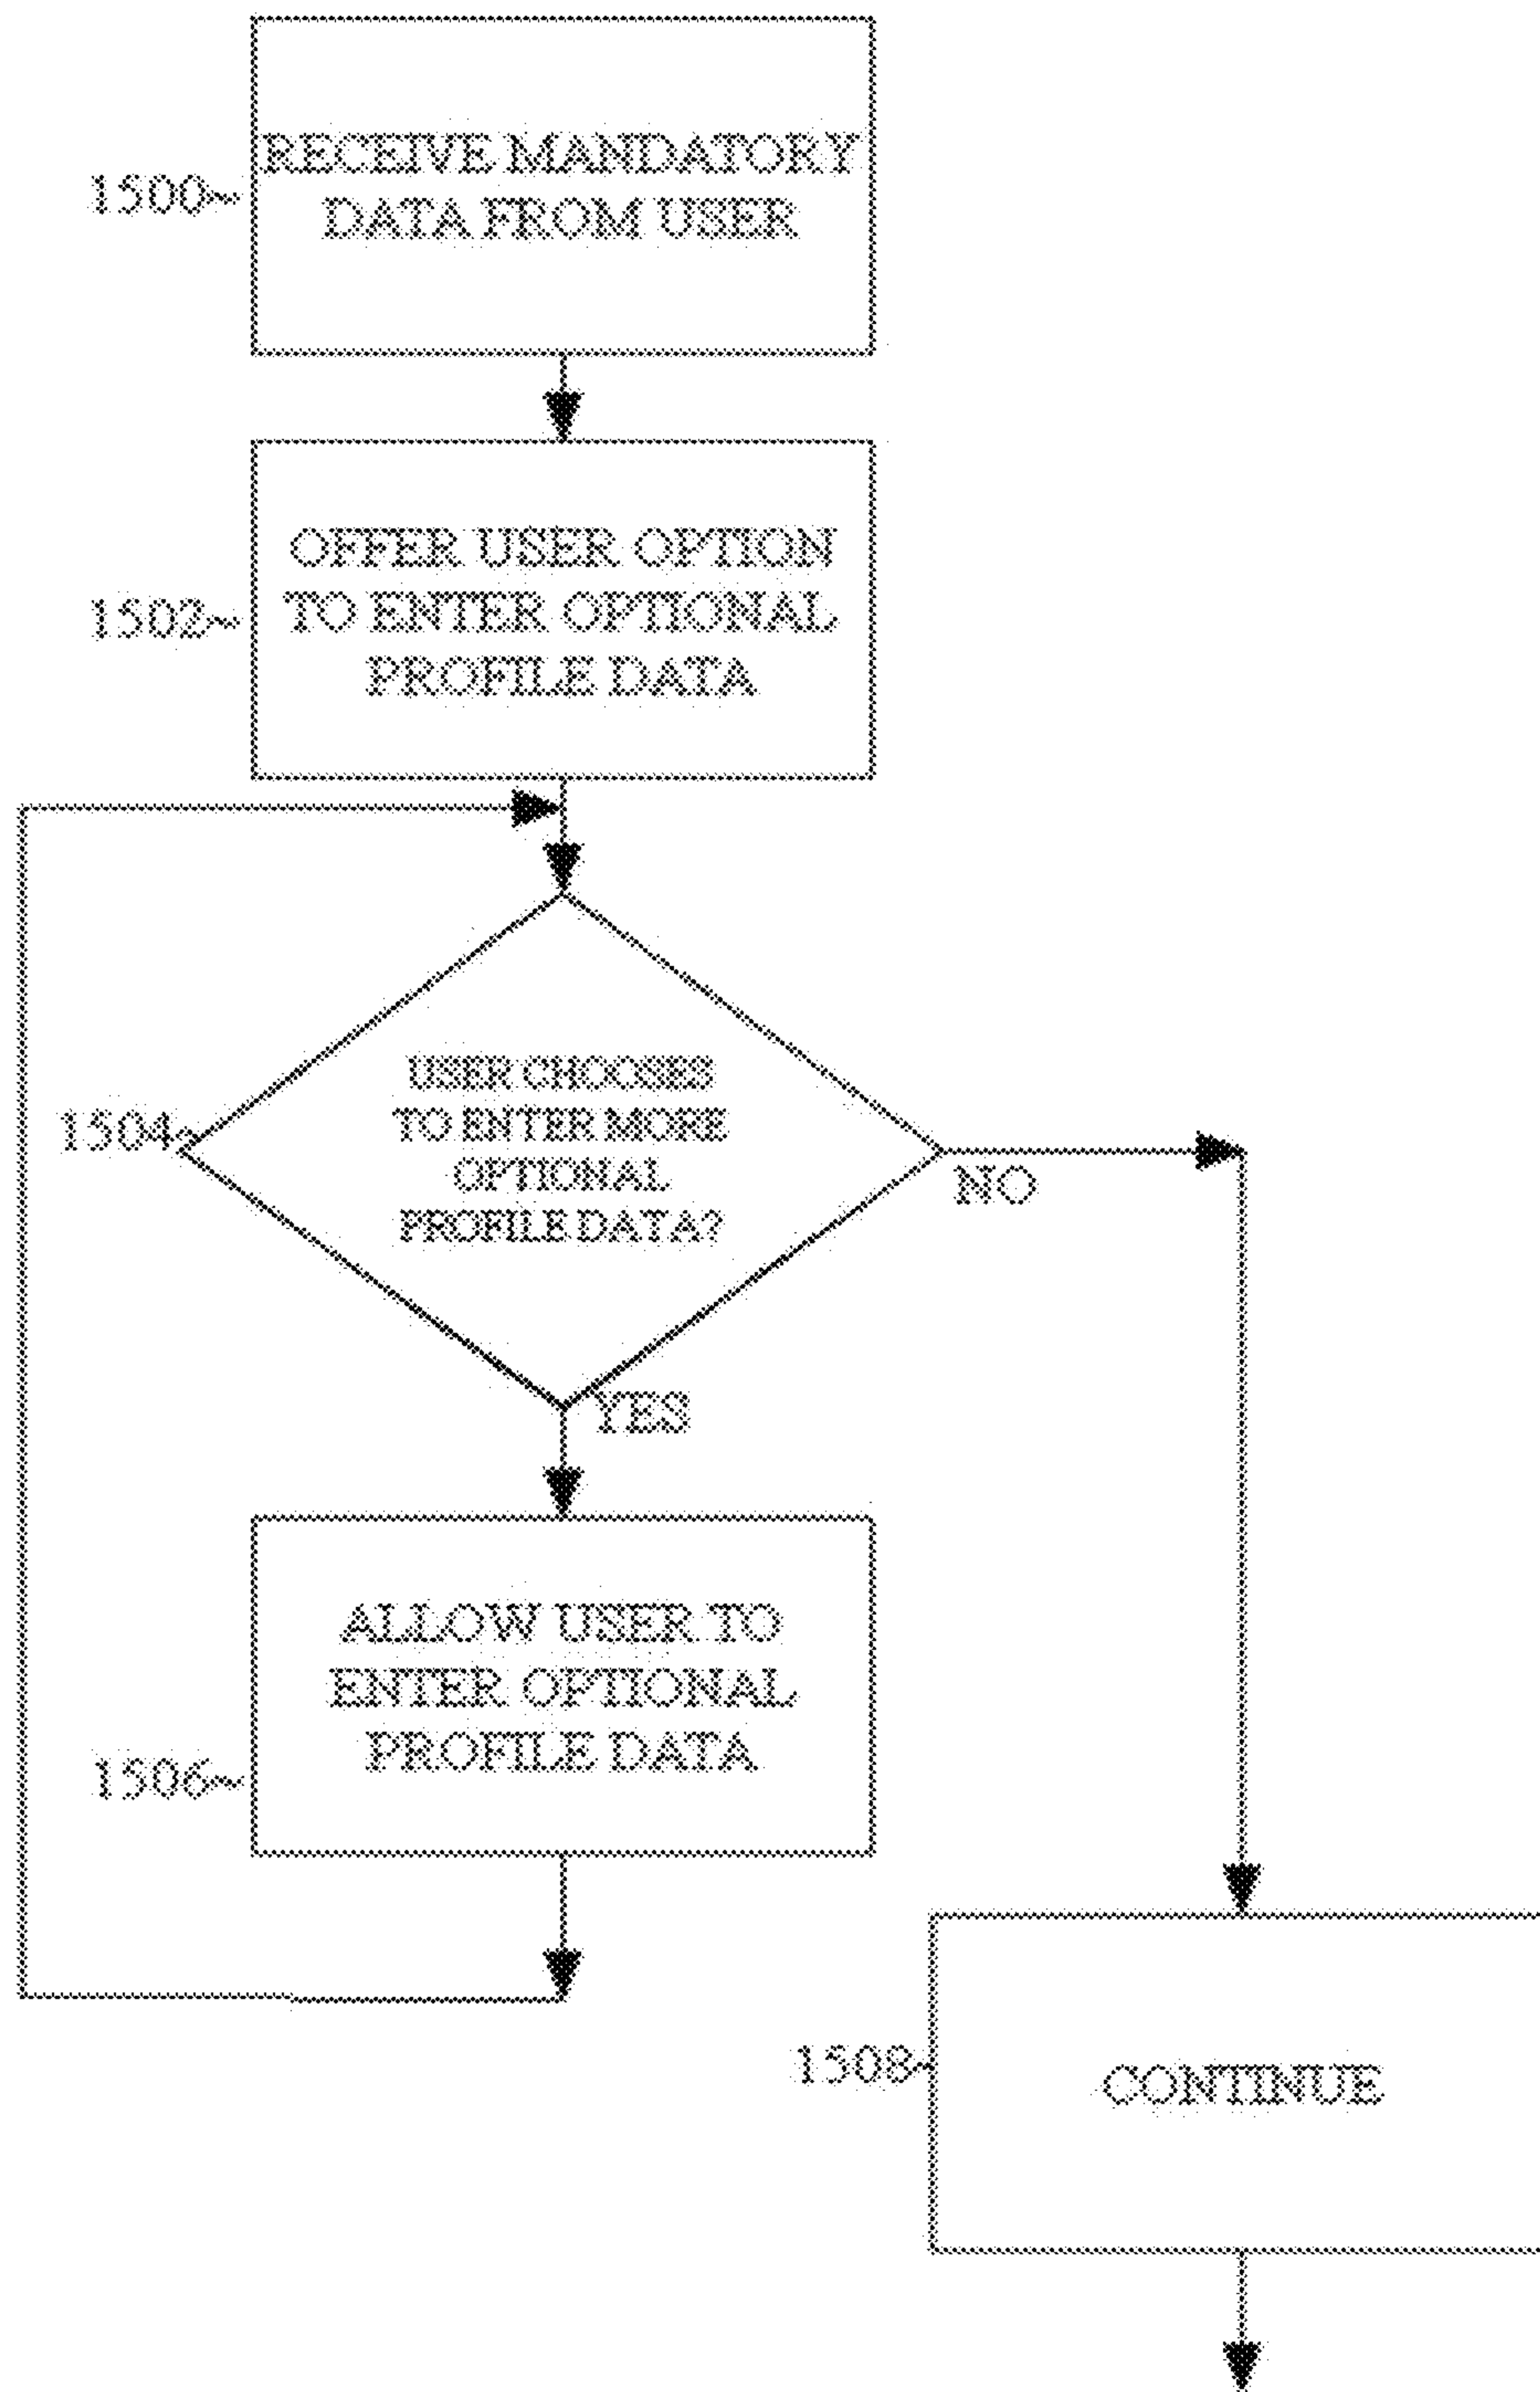 RECEIVE MANDATORY
DATA FROM USER
1500~
OFFER USER OPTION
TO ENTER OPTIONAL
PROFILE DATA
1502~
USER CHOOSES
TO ENTER MORE
OPTIONAL
PROFILE DATA?
1504~
NO
YES
ALLOW USER TO
ENTER OPTIONAL
PROFILE DATA
1506~
1508~
CONTINUE